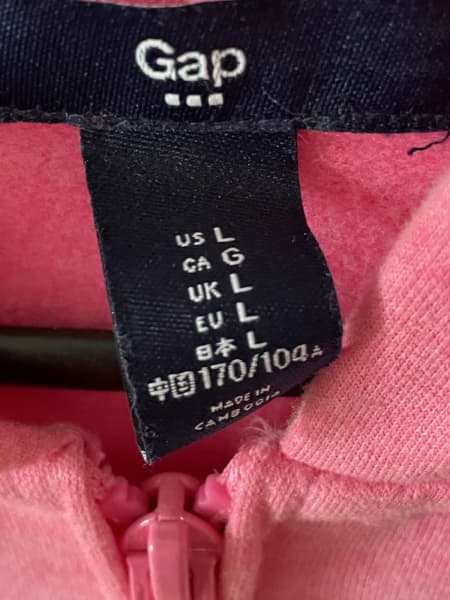 Gap
US L
CA G
UK L
EU L
日本 L
中国 170/104A
MADE IN
CAMBODIA